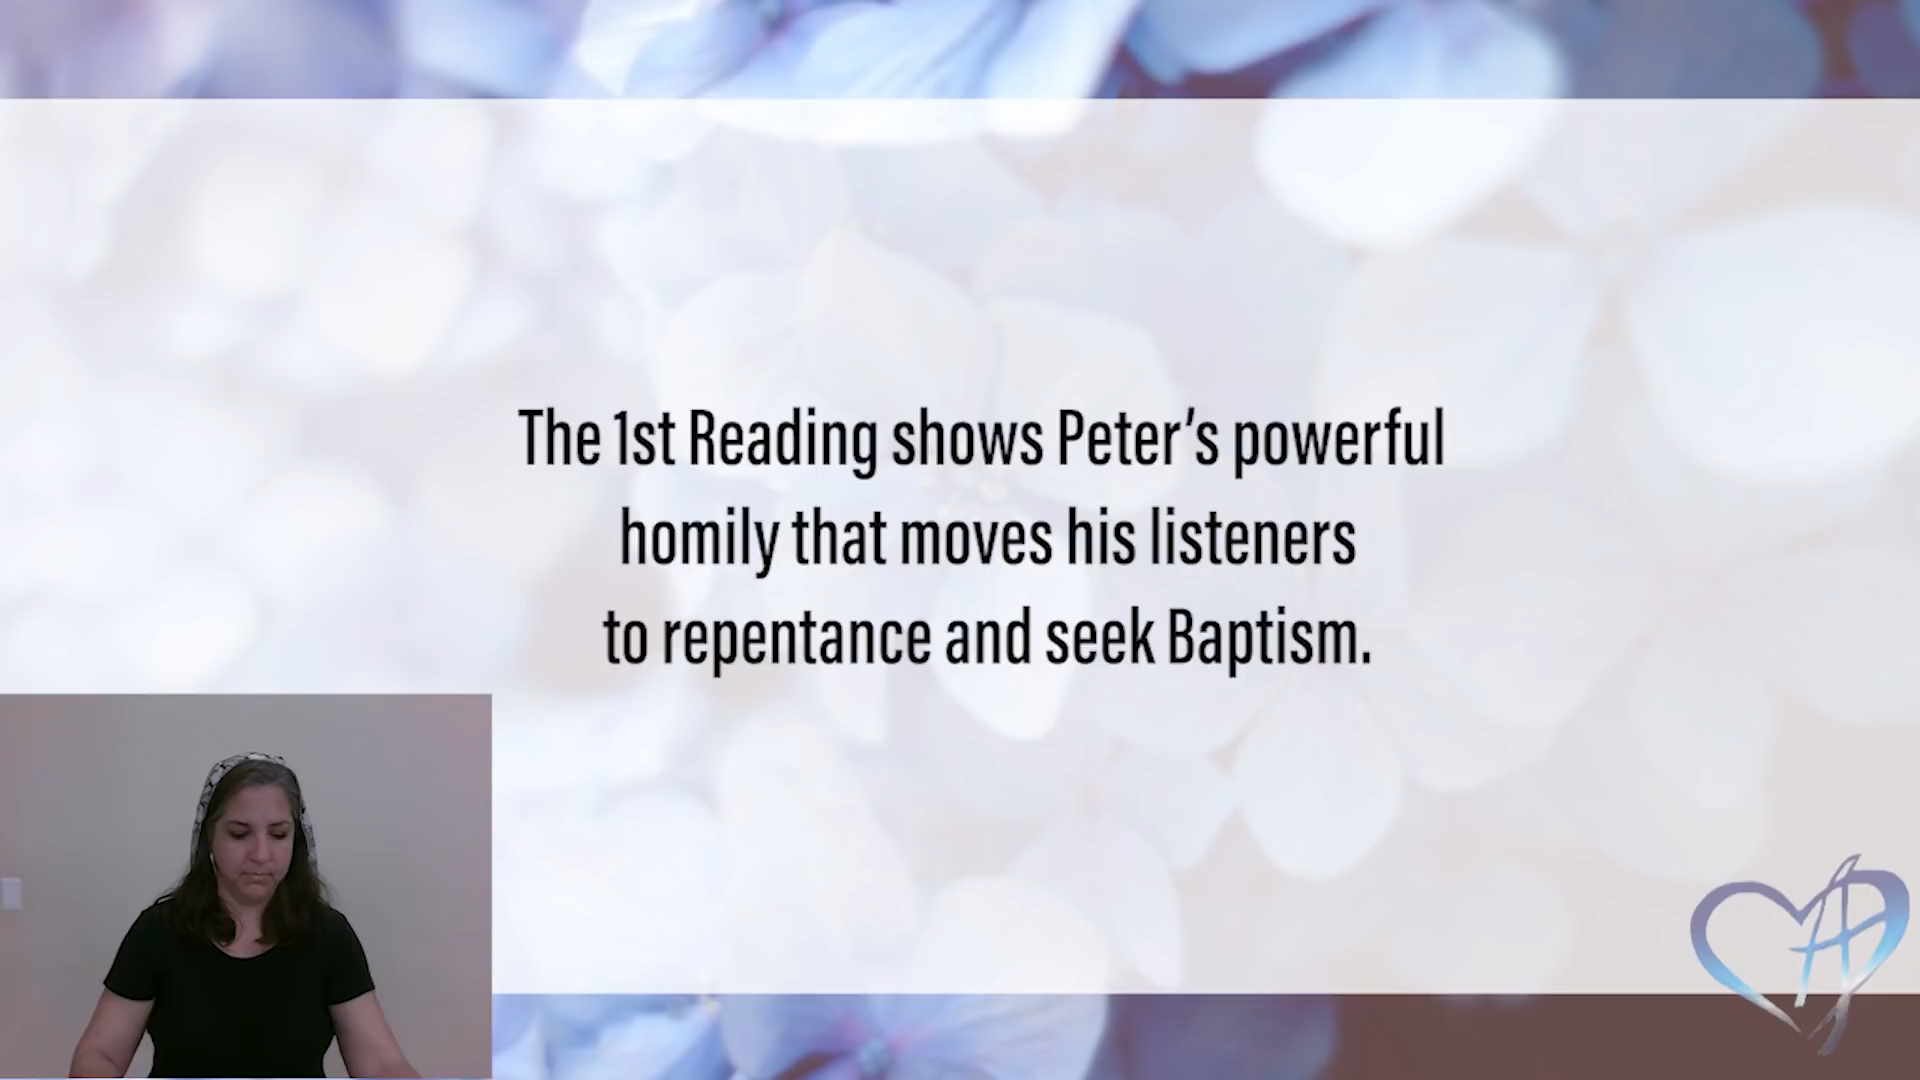 The 1st Reading shows Peter's powerful
homily that moves his listeners
to repentance and seek Baptism.